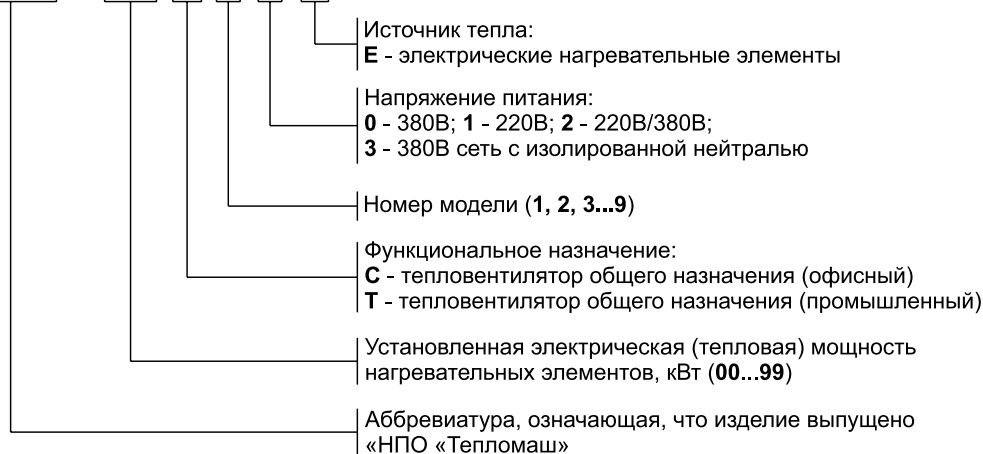 Источник тепла:
Е - электрические нагревательные элементы
Напряжение питания:
0 - 380В; 1 - 220В; 2 - 220В/380В;
3 - 380В сеть с изолированной нейтралью
Номер модели (1, 2, 3...9)
Функциональное назначение:
С - тепловентилятор общего назначения (офисный)
Т - тепловентилятор общего назначения (промышленный)
Установленная электрическая (тепловая) мощность
нагревательных элементов, кВт (00...99)
Аббревиатура, означающая, что изделие выпущено
«НПО «Тепломаш»